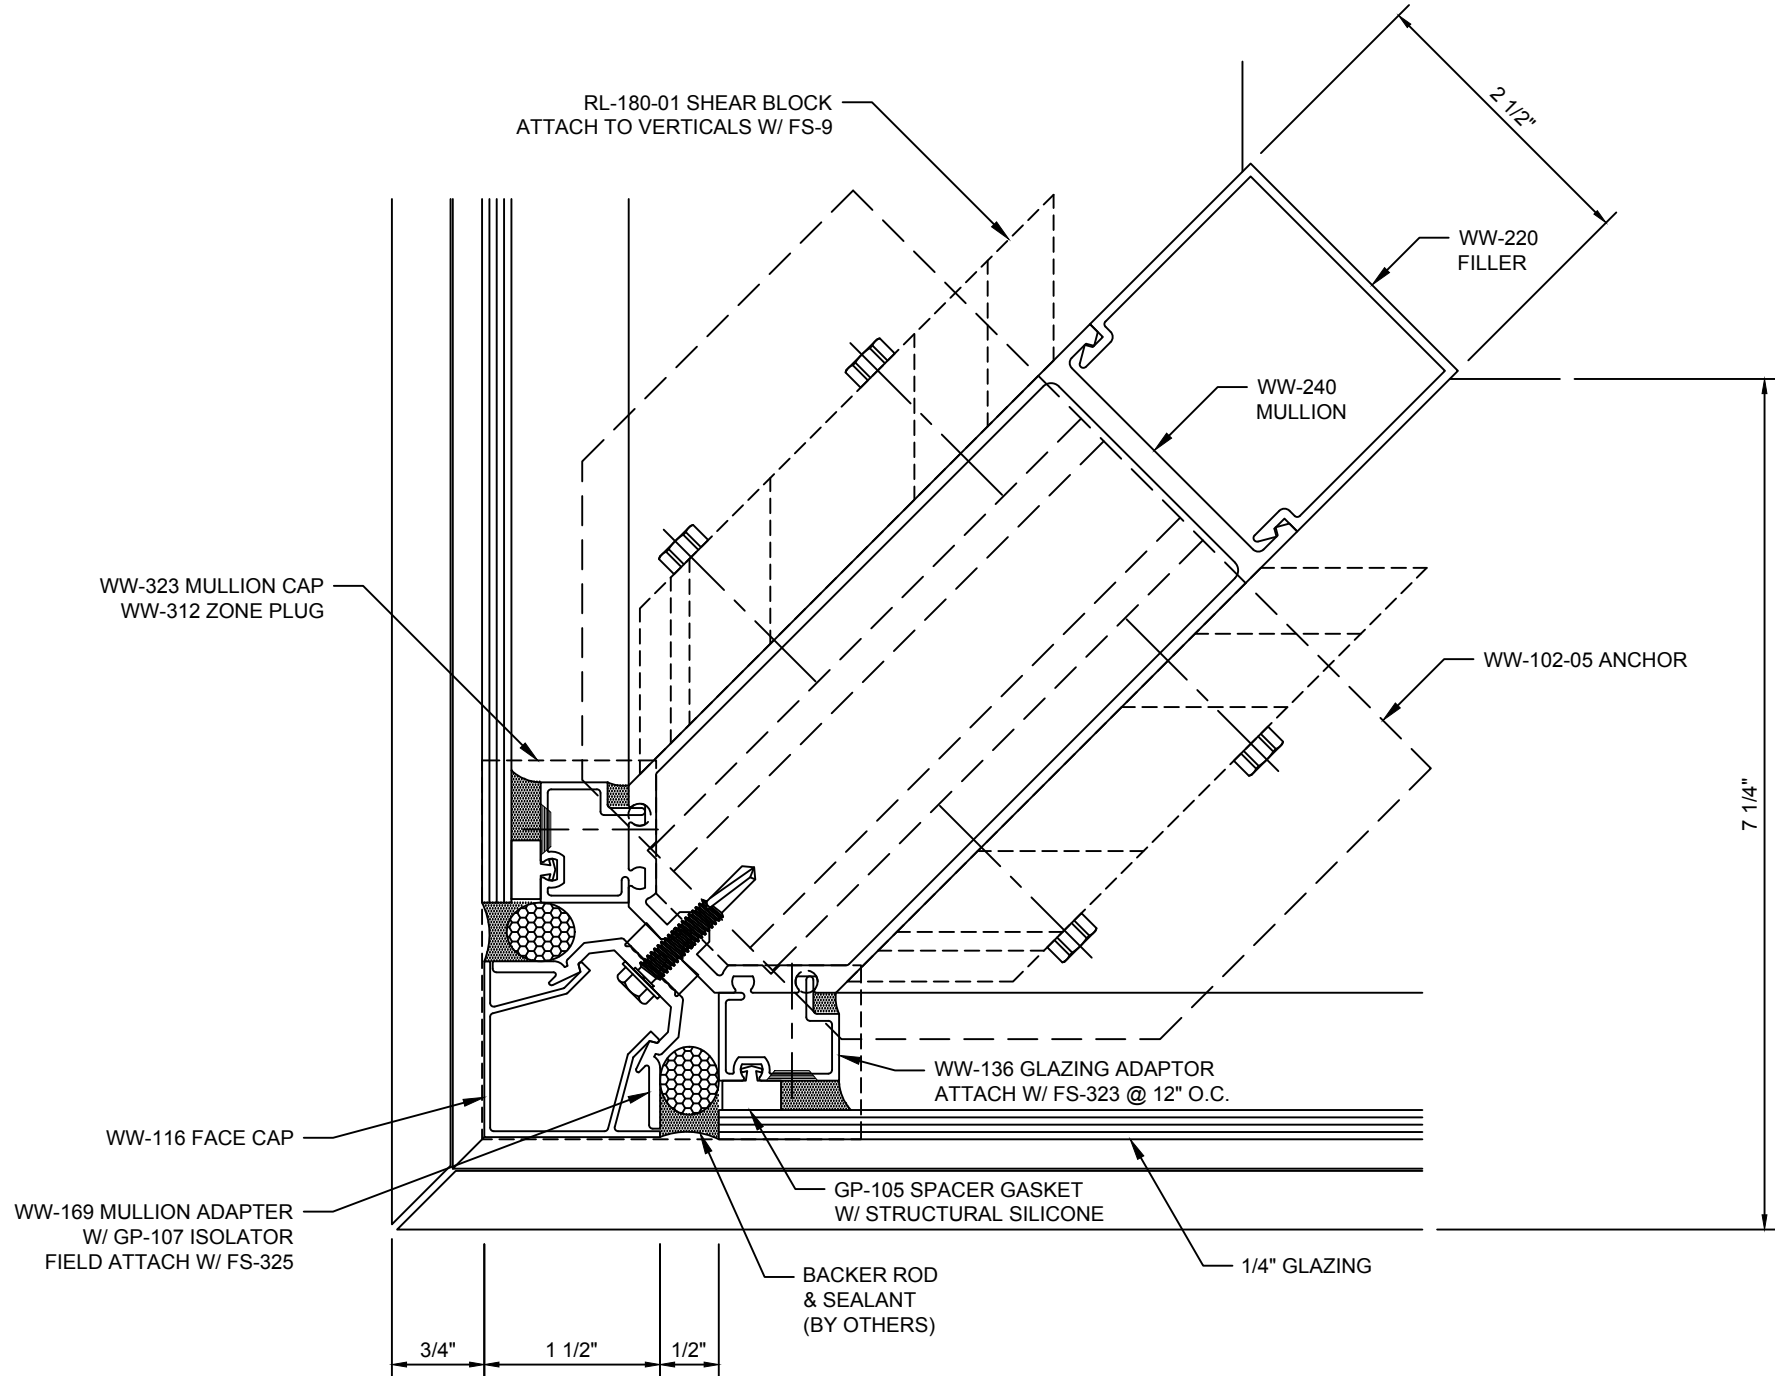 RL-180-01 SHEAR BLOCK
ATTACH TO VERTICALS W/ FS-9
2 1/2"
WW-220
FILLER
WW-240
MULLION
WW-323 MULLION CAP
WW-312 ZONE PLUG
WW-102-05 ANCHOR
7 1/4"
WW-136 GLAZING ADAPTOR
ATTACH W/ FS-323 @ 12" O.C.
WW-116 FACE CAP
GP-105 SPACER GASKET
W/ STRUCTURAL SILICONE
WW-169 MULLION ADAPTER
W/ GP-107 ISOLATOR
FIELD ATTACH W/ FS-325
1/4" GLAZING
BACKER ROD
& SEALANT
(BY OTHERS)
3/4"
1 1/2"
1/2"